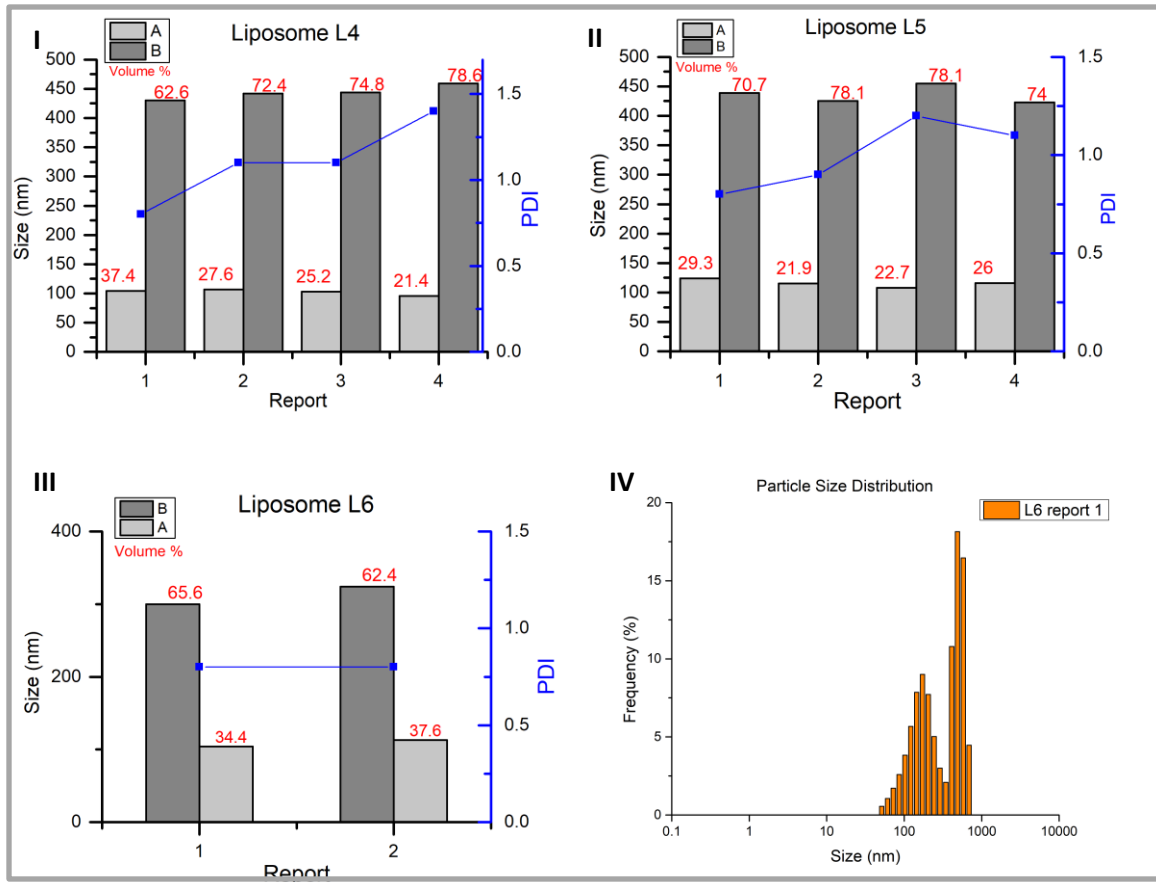 I
Liposome L4
A
B
Volume %
500
450
400
350
300
250
200
150
100
50
0
Size (nm)
62.6
72.4
74.8
78.6
37.4
27.6
25.2
21.4
1.5
1.0
0.5
0.0
PDI
1 2 3 4
Report
II
Liposome L5
A
B
Volume %
500
450
400
350
300
250
200
150
100
50
0
Size (nm)
70.7
78.1
78.1
74
29.3
21.9
22.7
26
1.5
1.0
0.5
0.0
PDI
1 2 3 4
Report
III
Liposome L6
B
A
Volume %
400
200
0
Size (nm)
65.6
62.4
34.4
37.6
1.5
1.0
0.5
0.0
PDI
1 2
Report
IV
Particle Size Distribution
L6 report 1
20
15
10
5
0
Frequency (%)
0.1 1 10 100 1000 10000
Size (nm)